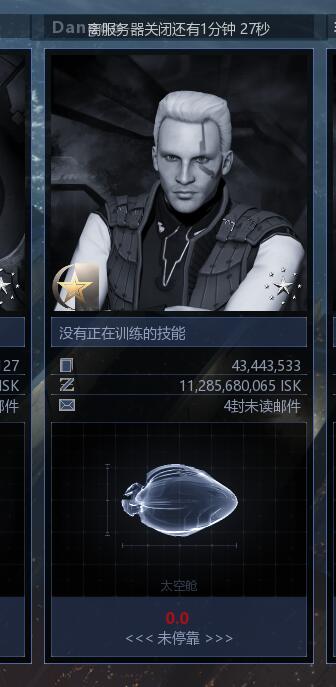 离服务器关闭还有1分钟 27秒
没有正在训练的技能
127
43,443,533
ISK
11,285,680,065 ISK
邮件
4封未读邮件
太空舱
0.0
<<< 未停靠 >>>